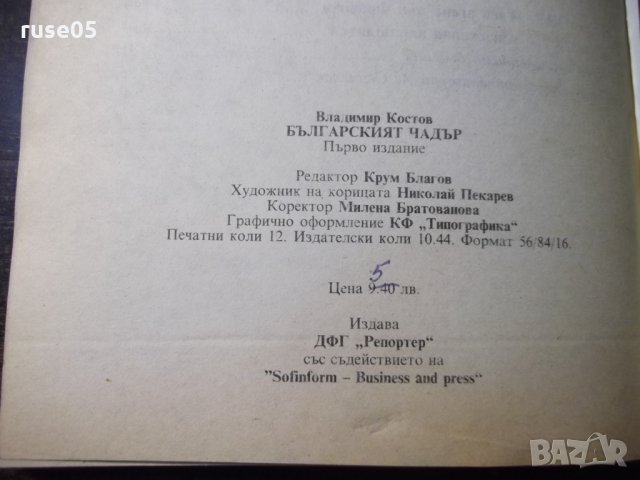 ruse05
Владимир Костов
БЪЛГАРСКИЯТ ЧАДЪР
Първо издание
Редактор Крум Благов
Художник на корицата Николай Пекарев
Коректор Милена Братованова
Графично оформление КФ „Типографика“
Печатни коли 12. Издателски коли 10.44. Формат 56/84/16.
5
Цена 9.40 лв.
Издава
ДФГ „Репортер“
със съдействието на
"Sofinform – Business and press"
BAZAR